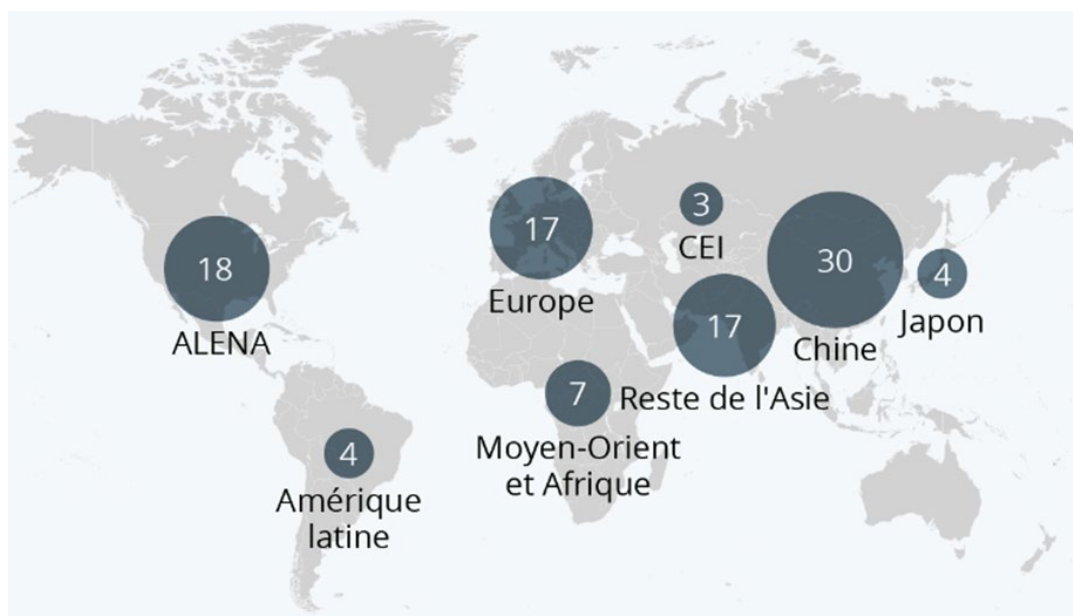 18
ALENA
4
Amérique
latine
17
Europe
7
Moyen-Orient
et Afrique
3
CEI
17
Reste de l'Asie
30
Chine
4
Japon